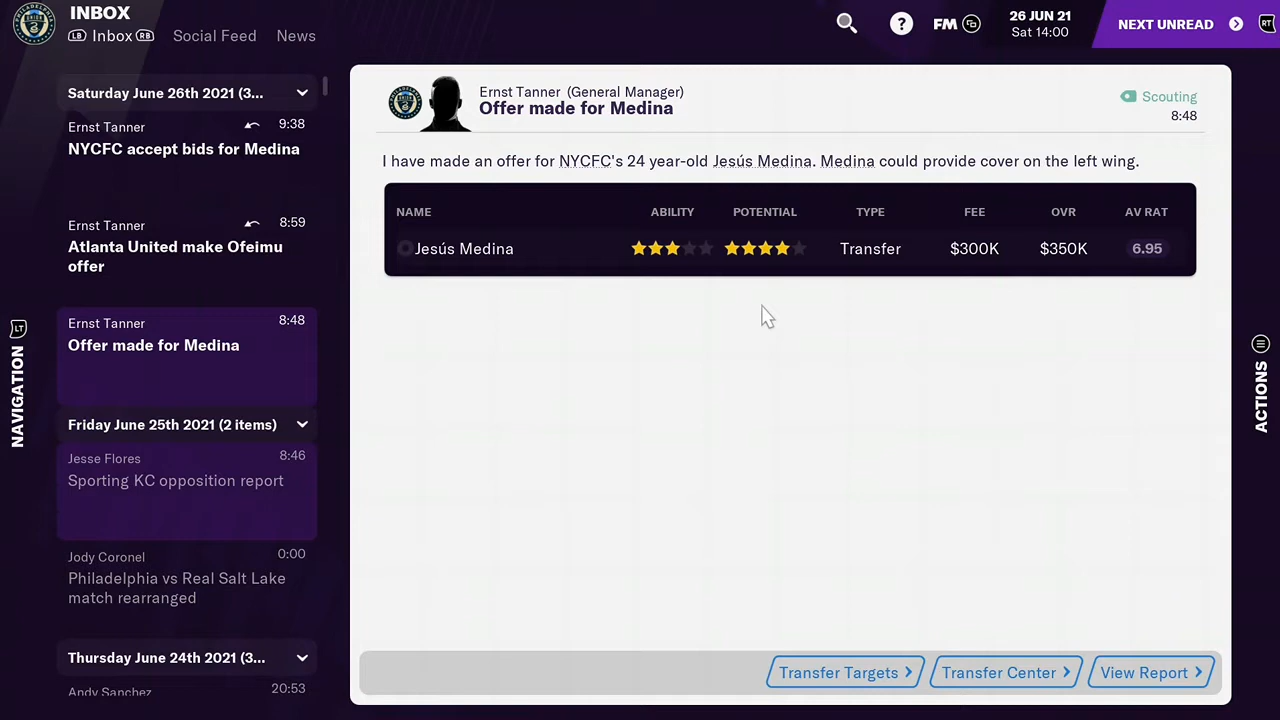 INBOX
LB Inbox RB Social Feed News
? FM
26 JUN 21
Sat 14:00
NEXT UNREAD RT
LT
NAVIGATION
Saturday June 26th 2021 (3...
Ernst Tanner 9:38
NYCFC accept bids for Medina
Ernst Tanner 8:59
Atlanta United make Ofeimu
offer
Ernst Tanner 8:48
Offer made for Medina
Friday June 25th 2021 (2 items)
Jesse Flores 8:46
Sporting KC opposition report
Jody Coronel 0:00
Philadelphia vs Real Salt Lake
match rearranged
Thursday June 24th 2021 (3...
Andy Sanchez 20:53
Ernst Tanner (General Manager)
Offer made for Medina
Scouting
8:48
I have made an offer for NYCFC's 24 year-old Jesús Medina. Medina could provide cover on the left wing.
NAME ABILITY POTENTIAL TYPE FEE OVR AV RAT
Jesús Medina Transfer $300K $350K 6.95
Transfer Targets Transfer Center View Report
ACTIONS